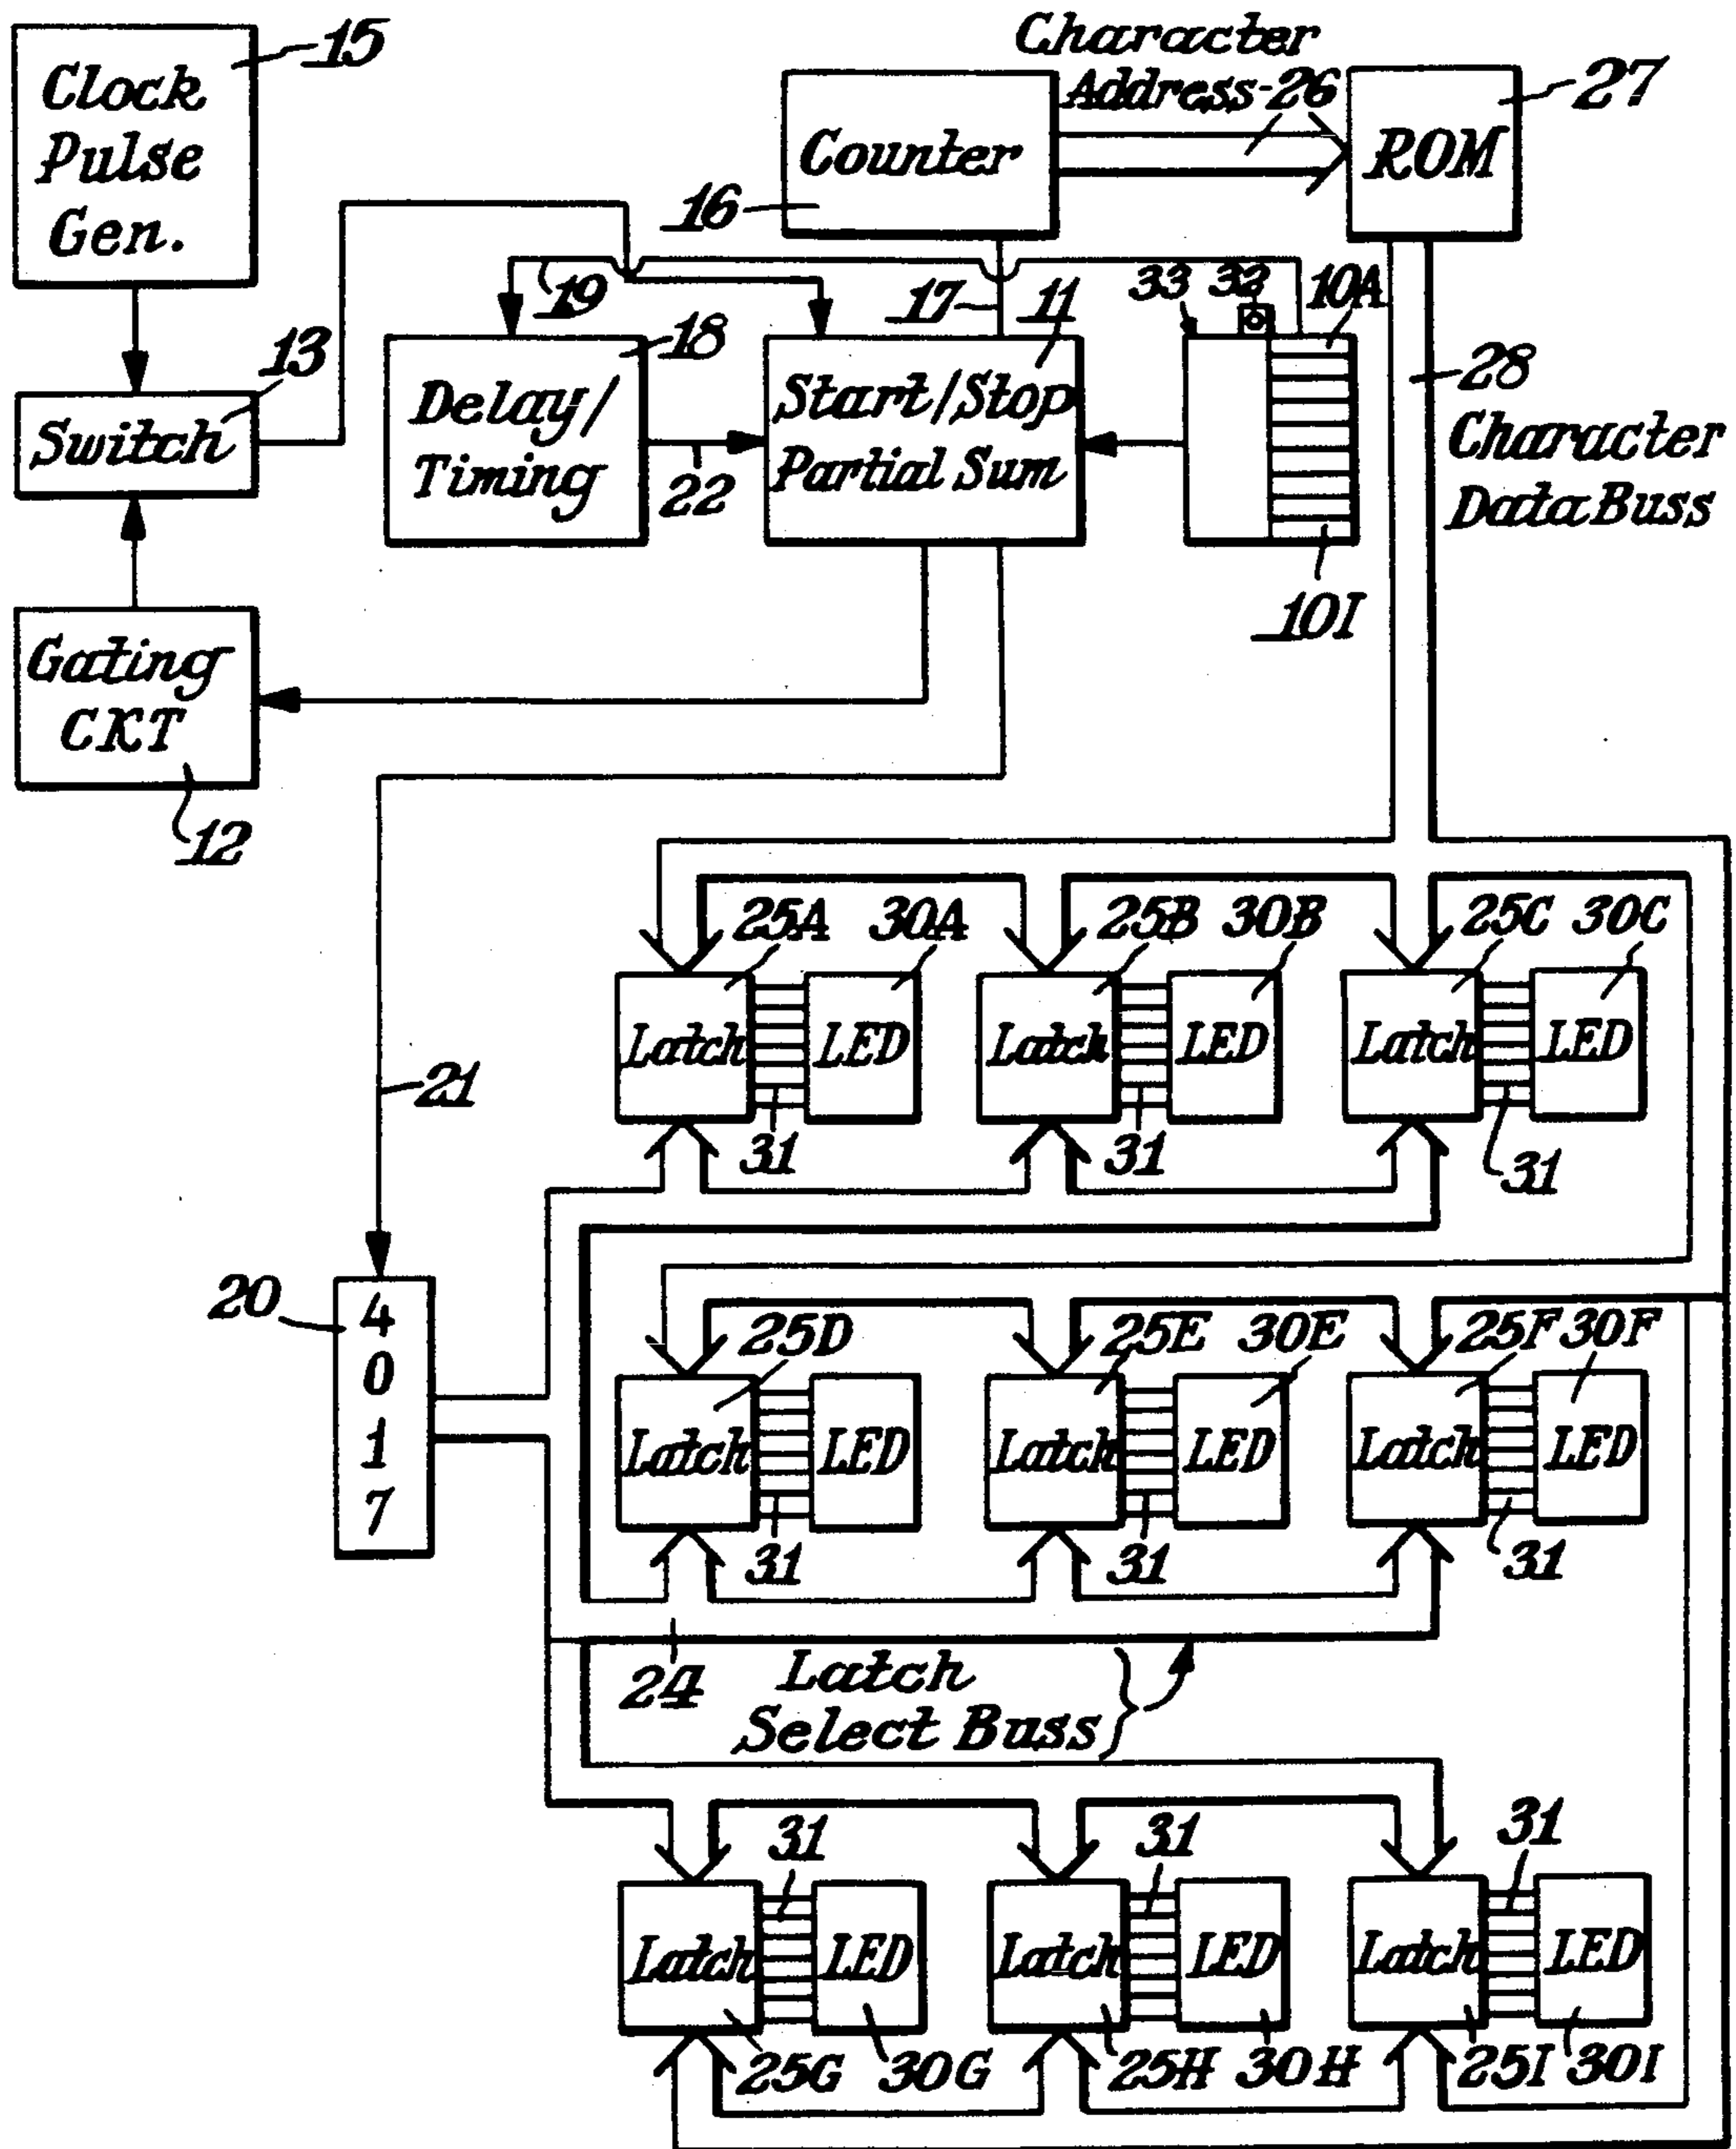 Clock
Pulse
Gen.
15
Counter
16
Character
Address-26
ROM
27
Switch
13
19
Delay/
Timing
18
22
17
11
Start/Stop
Partial Sum
33
32
10A
10I
28
Character
Data Buss
Gating
CKT
12
21
20
4
0
1
7
25A
30A
25B
30B
25C
30C
Latch
LED
Latch
LED
Latch
LED
31
31
31
25D
25E
30E
25F
30F
Latch
LED
Latch
LED
Latch
LED
31
31
31
24
Latch
Select Buss
31
31
31
Latch
LED
Latch
LED
Latch
LED
25G
30G
25H
30H
25I
30I